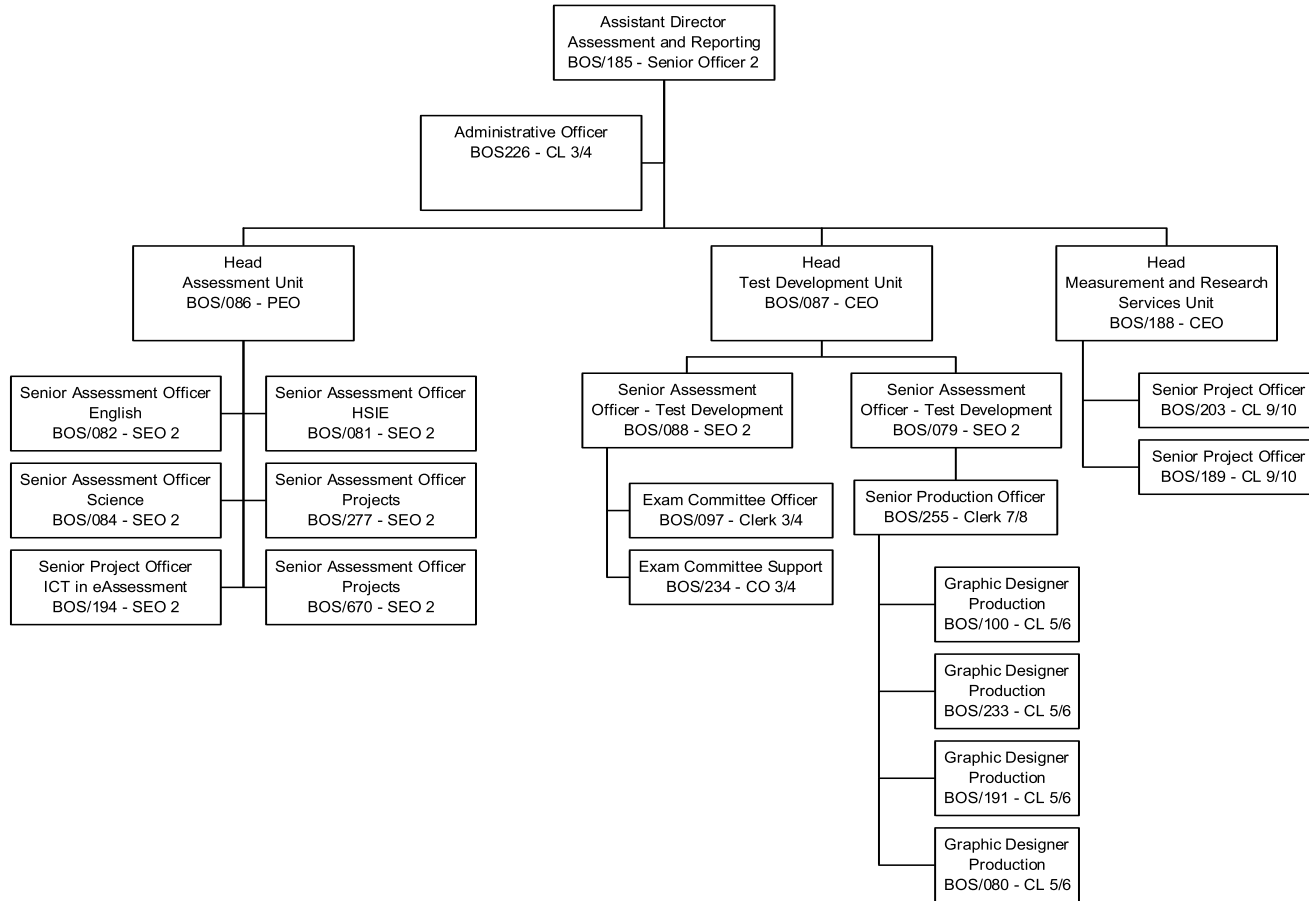 Assistant Director
Assessment and Reporting
BOS/185 - Senior Officer 2
Administrative Officer
BOS226 - CL 3/4
Head
Assessment Unit
BOS/086 - PEO
Head
Test Development Unit
BOS/087 - CEO
Head
Measurement and Research
Services Unit
BOS/188 - CEO
Senior Assessment Officer
English
BOS/082 - SEO 2
Senior Assessment Officer
HSIE
BOS/081 - SEO 2
Senior Assessment Officer
Science
BOS/084 - SEO 2
Senior Assessment Officer
Projects
BOS/277 - SEO 2
Senior Project Officer
ICT in eAssessment
BOS/194 - SEO 2
Senior Assessment Officer
Projects
BOS/670 - SEO 2
Senior Assessment
Officer - Test Development
BOS/088 - SEO 2
Exam Committee Officer
BOS/097 - Clerk 3/4
Exam Committee Support
BOS/234 - CO 3/4
Senior Assessment
Officer - Test Development
BOS/079 - SEO 2
Senior Production Officer
BOS/255 - Clerk 7/8
Graphic Designer
Production
BOS/100 - CL 5/6
Graphic Designer
Production
BOS/233 - CL 5/6
Graphic Designer
Production
BOS/191 - CL 5/6
Graphic Designer
Production
BOS/080 - CL 5/6
Senior Project Officer
BOS/203 - CL 9/10
Senior Project Officer
BOS/189 - CL 9/10